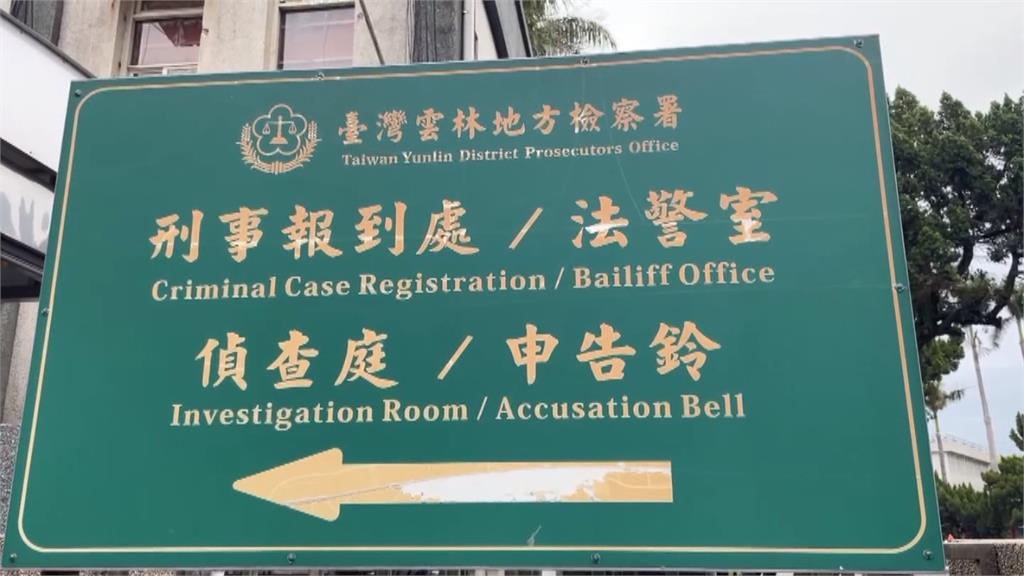 臺灣雲林地方檢察署
Taiwan Yunlin District Prosecutors Office
刑事報到處 / 法警室
Criminal Case Registration / Bailiff Office
偵查庭 / 申告鈴
Investigation Room / Accusation Bell